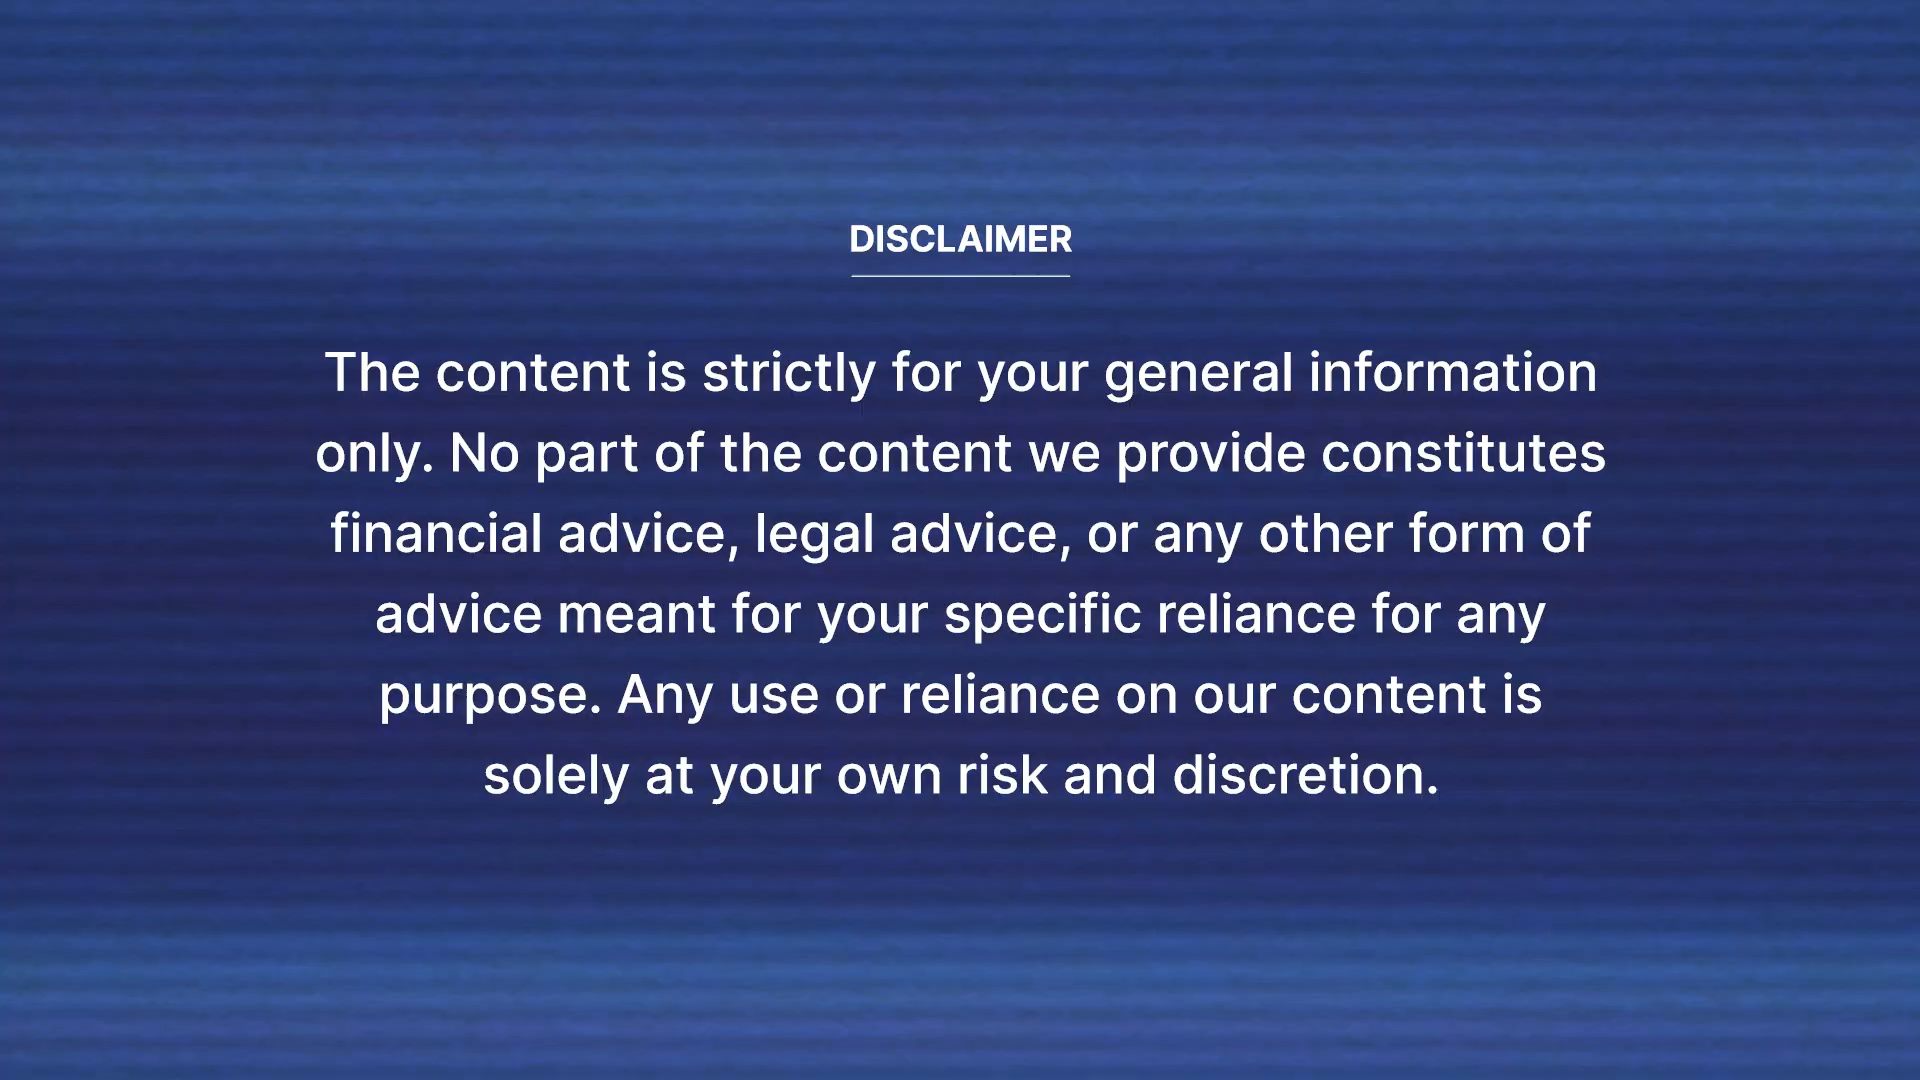 DISCLAIMER
The content is strictly for your general information
only. No part of the content we provide constitutes
financial advice, legal advice, or any other form of
advice meant for your specific reliance for any
purpose. Any use or reliance on our content is
solely at your own risk and discretion.